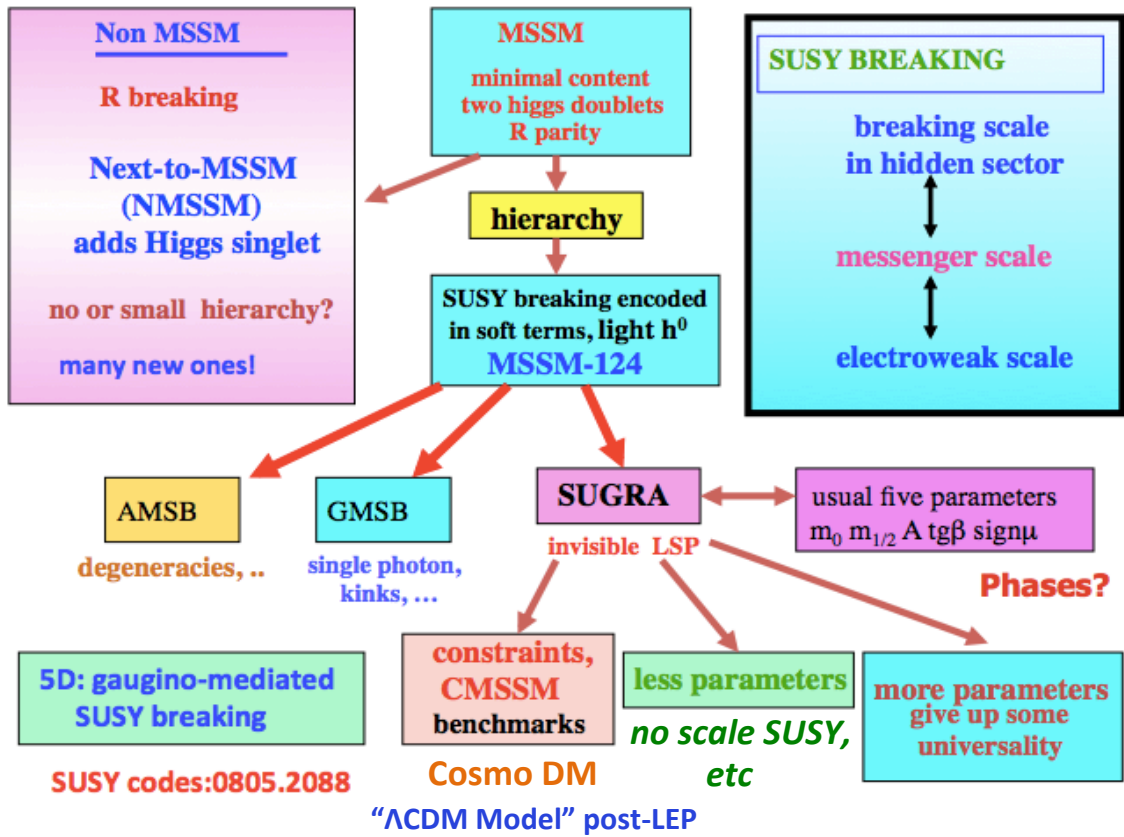 Non MSSM
R breaking
Next-to-MSSM
(NMSSM)
adds Higgs singlet
no or small hierarchy?
many new ones!
MSSM
minimal content
two higgs doublets
R parity
SUSY BREAKING
breaking scale
in hidden sector
messenger scale
electroweak scale
hierarchy
SUSY breaking encoded
in soft terms, light h⁰
MSSM-124
AMSB
degeneracies, ..
GMSB
single photon,
kinks, …
SUGRA
invisible LSP
usual five parameters
m₀ m₁/₂ A tgβ signμ
Phases?
5D: gaugino-mediated
SUSY breaking
SUSY codes:0805.2088
constraints,
CMSSM
benchmarks
Cosmo DM
“ΛCDM Model” post-LEP
less parameters
no scale SUSY,
etc
more parameters
give up some
universality